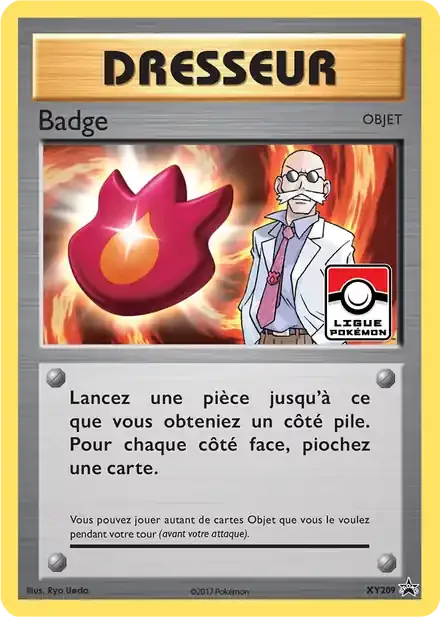 DRESSEUR
Badge
OBJET
LIGUE
POKÉMON
Lancez une pièce jusqu'à ce
que vous obteniez un côté pile.
Pour chaque côté face, piochez
une carte.
Vous pouvez jouer autant de cartes Objet que vous le voulez
pendant votre tour (avant votre attaque).
Illus. Ryo Ueda
©2017 Pokémon
XY209